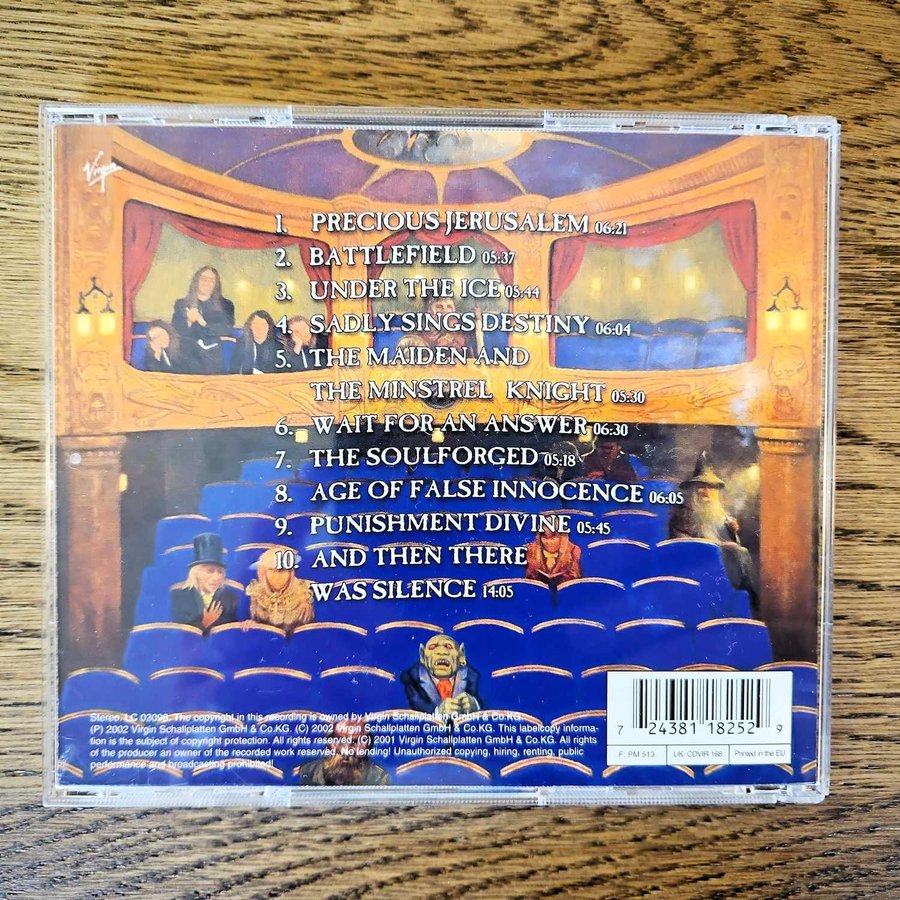 Virgin
1. PRECIOUS JERUSALEM 06:21
2. BATTLEFIELD 05:37
3. UNDER THE ICE 05:44
4. SADLY SINGS DESTINY 06:04
5. THE MAIDEN AND
THE MINSTREL KNIGHT 05:30
6. WAIT FOR AN ANSWER 06:30
7. THE SOULFORGED 05:18
8. AGE OF FALSE INNOCENCE 06:05
9. PUNISHMENT DIVINE 05:45
10. AND THEN THERE
WAS SILENCE 14:05
Stereo. LC 03098. The copyright in this recording is owned by Virgin Schallplatten GmbH & Co.KG.
(P) 2002 Virgin Schallplatten GmbH & Co.KG. (C) 2002 Virgin Schallplatten GmbH & Co.KG. This labelcopy informa-
tion is the subject of copyright protection. All rights reserved. (C) 2001 Virgin Schallplatten GmbH & Co.KG. All rights
of the producer an owner of the recorded work reserved. No lending! Unauthorized copying, hiring, renting, public
performance and broadcasting prohibited!
7 24381 18252 9
F: PM 513 UK: CDVIR 168 Printed in the EU